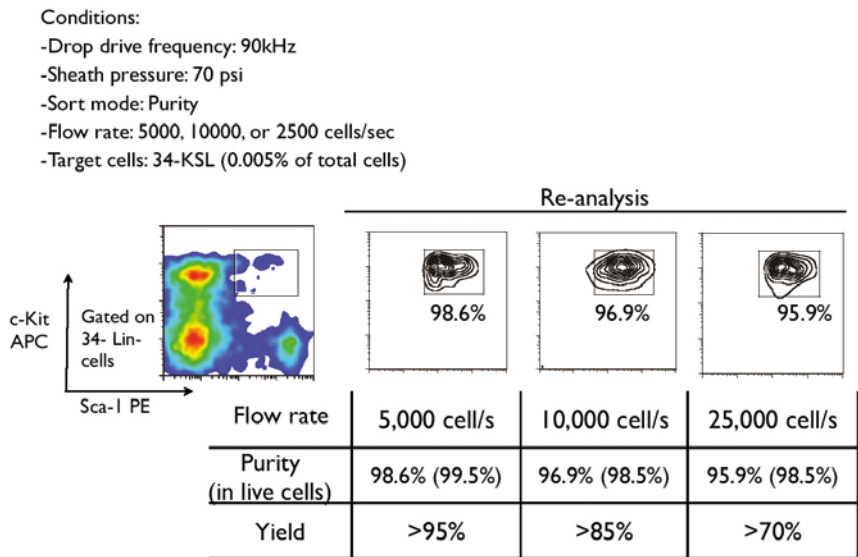 Conditions:
-Drop drive frequency: 90kHz
-Sheath pressure: 70 psi
-Sort mode: Purity
-Flow rate: 5000, 10000, or 2500 cells/sec
-Target cells: 34-KSL (0.005% of total cells)
Re-analysis
c-Kit
APC
Gated on
34- Lin-
cells
Sca-1 PE
98.6%
96.9%
95.9%
Flow rate 5,000 cell/s 10,000 cell/s 25,000 cell/s
Purity
(in live cells) 98.6% (99.5%) 96.9% (98.5%) 95.9% (98.5%)
Yield >95% >85% >70%